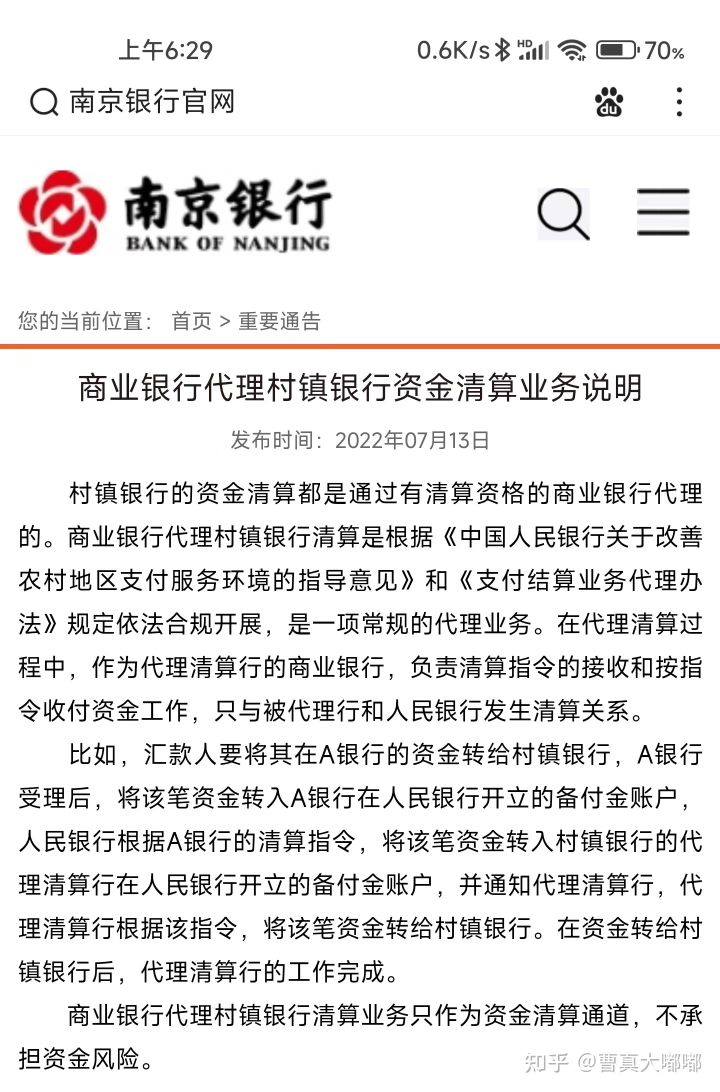 上午6:29
0.6K/s HD 70%
南京银行官网 du
南京银行
BANK OF NANJING
您的当前位置： 首页 > 重要通告
商业银行代理村镇银行资金清算业务说明
发布时间：2022年07月13日
村镇银行的资金清算都是通过有清算资格的商业银行代理
的。商业银行代理村镇银行清算是根据《中国人民银行关于改善
农村地区支付服务环境的指导意见》和《支付结算业务代理办
法》规定依法合规开展，是一项常规的代理业务。在代理清算过
程中，作为代理清算行的商业银行，负责清算指令的接收和按指
令收付资金工作，只与被代理行和人民银行发生清算关系。
比如，汇款人要将其在A银行的资金转给村镇银行，A银行
受理后，将该笔资金转入A银行在人民银行开立的备付金账户，
人民银行根据A银行的清算指令，将该笔资金转入村镇银行的代
理清算行在人民银行开立的备付金账户，并通知代理清算行，代
理清算行根据该指令，将该笔资金转给村镇银行。在资金转给村
镇银行后，代理清算行的工作完成。
商业银行代理村镇银行清算业务只作为资金清算通道，不承
担资金风险。
知乎 @曹真大嘟嘟